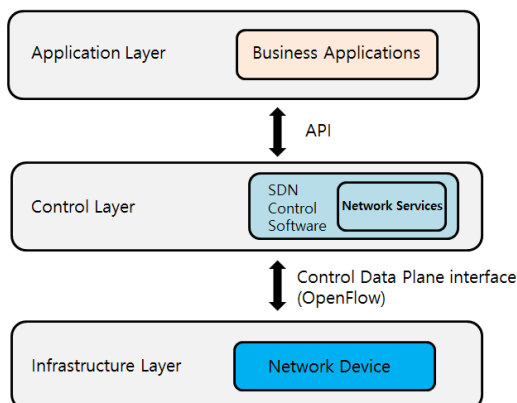 Application Layer
Business Applications
API
Control Layer
SDN
Control
Software
Network Services
Control Data Plane interface
(OpenFlow)
Infrastructure Layer
Network Device